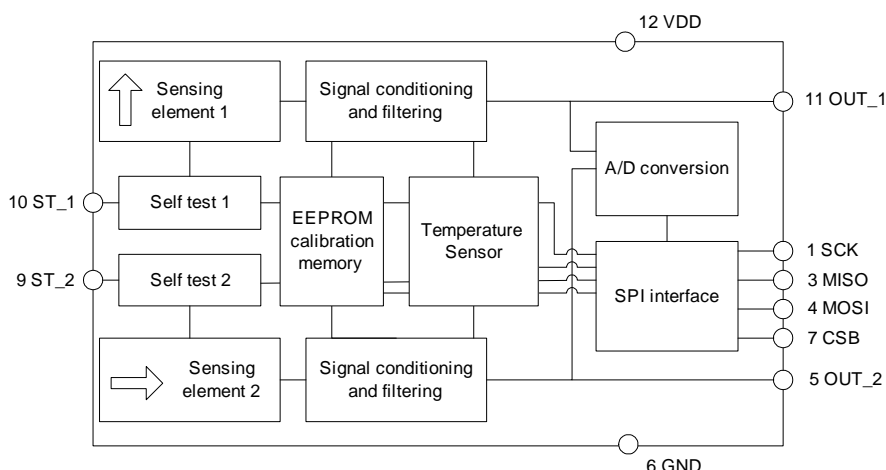 12 VDD
Sensing
element 1
Signal conditioning
and filtering
11 OUT_1
A/D conversion
10 ST_1
Self test 1
EEPROM
calibration
memory
Temperature
Sensor
9 ST_2
Self test 2
SPI interface
1 SCK
3 MISO
4 MOSI
7 CSB
Sensing
element 2
Signal conditioning
and filtering
5 OUT_2
6 GND